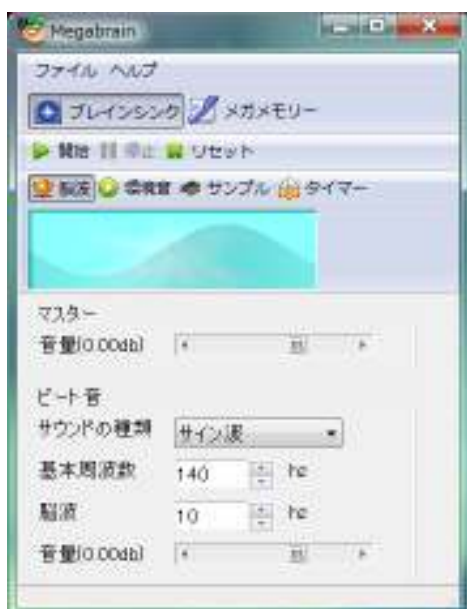 Megabrain
ファイル ヘルプ
ブレインシンク メガメモリー
開始 停止 リセット
脳波 環境音 サンプル タイマー
マスター
音量(0.00db)
ビート音
サウンドの種類 サイン波
基本周波数 140 hz
脳波 10 hz
音量(0.00db)